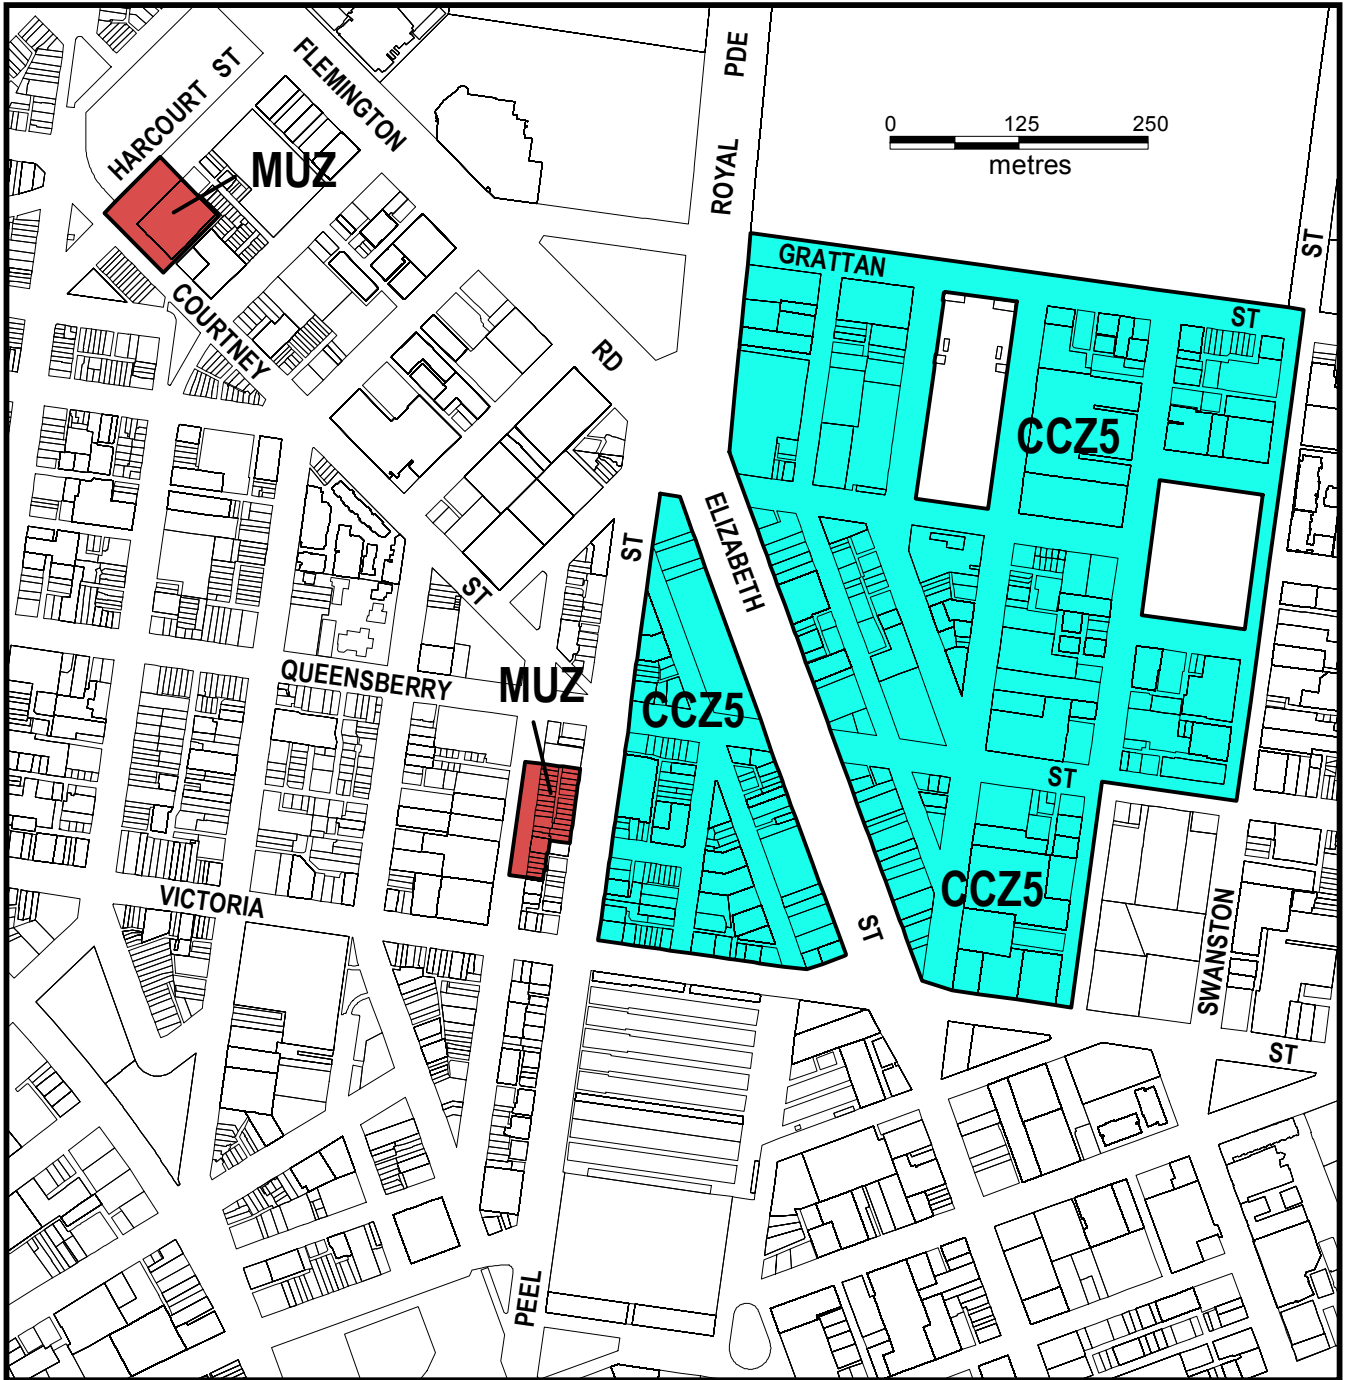 HARCOURT ST
FLEMINGTON
ROYAL PDE
0 125 250
metres
MUZ
GRATTAN
ST
ST
COURTNEY
RD
CCZ5
ELIZABETH
ST
ST
QUEENSBERRY
MUZ
CCZ5
ST
VICTORIA
CCZ5
ST
SWANSTON
ST
PEEL